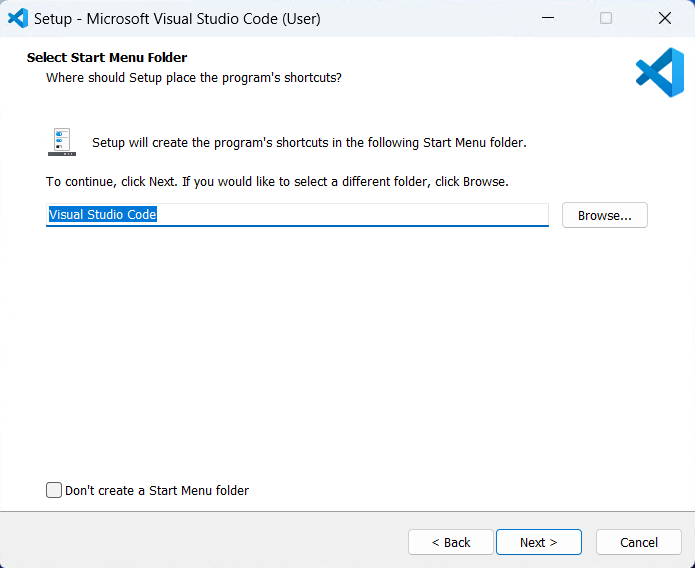 Setup - Microsoft Visual Studio Code (User)
Select Start Menu Folder
Where should Setup place the program's shortcuts?
Setup will create the program's shortcuts in the following Start Menu folder.
To continue, click Next. If you would like to select a different folder, click Browse.
Visual Studio Code
Browse...
Don't create a Start Menu folder
< Back
Next >
Cancel